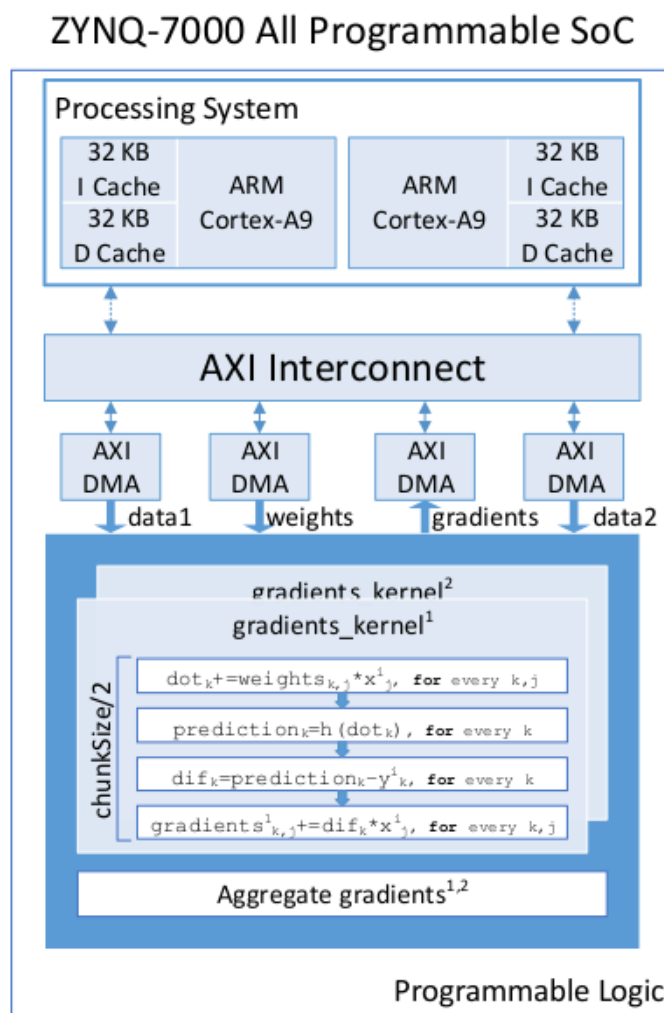 ZYNQ-7000 All Programmable SoC
Processing System
32 KB
I Cache
32 KB
D Cache
ARM
Cortex-A9
ARM
Cortex-A9
32 KB
I Cache
32 KB
D Cache
AXI Interconnect
AXI
DMA
AXI
DMA
AXI
DMA
AXI
DMA
data1
weights
gradients
data2
gradients_kernel²
gradients_kernel¹
chunkSize/2
dotₖ+=weightsₖ,ⱼ*xⁱⱼ, for every k,j
predictionₖ=h(dotₖ), for every k
difₖ=predictionₖ-yⁱₖ, for every k
gradients¹ₖ,ⱼ+=difₖ*xⁱⱼ, for every k,j
Aggregate gradients¹,²
Programmable Logic